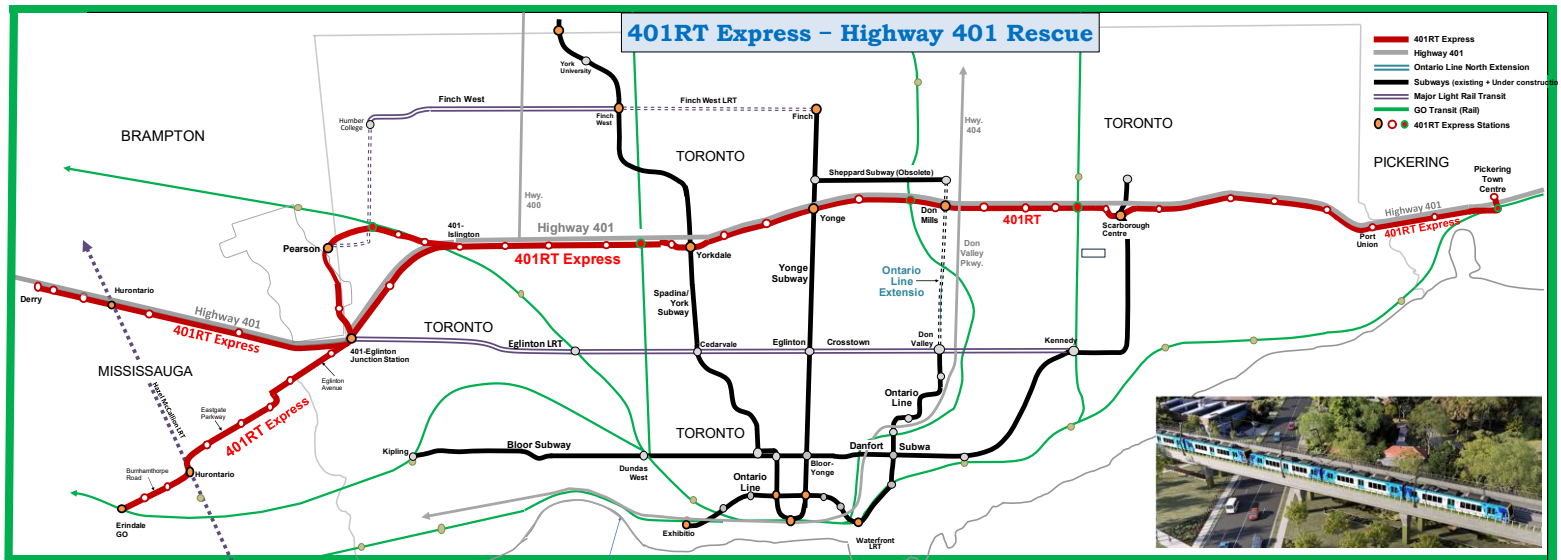 401RT Express – Highway 401 Rescue
401RT Express
Highway 401
Ontario Line North Extension
Subways (existing + Under constructio
Major Light Rail Transit
GO Transit (Rail)
401RT Express Stations
York
University
Finch West
Finch West LRT
Humber
College
Finch
West
Finch
Hwy.
404
BRAMPTON
TORONTO
TORONTO
PICKERING
Pickering
Town
Centre
Sheppard Subway (Obsolete)
Hwy.
400
401-
Islington
Highway 401
401RT Express
Pearson
Yorkdale
Yonge
Don
Mills
401RT
Scarborough
Centre
Highway 401
401RT Express
Port
Union
Don
Valley
Pkwy.
Yonge
Subway
Ontario
Line
Extensio
Spadina/
York
Subway
Derry
Hurontario
Highway 401
401RT Express
TORONTO
401-Eglinton
Junction Station
Eglinton LRT
Cedarvale
Eglinton
Crosstown
Don
Valley
Kennedy
MISSISSAUGA
Eglinton
Avenue
Hazel McCallion LRT
Eastgate
Parkway
401RT Express
Ontario
Line
TORONTO
Kipling
Bloor Subway
Dundas
West
Bloor-
Yonge
Danfort
Subwa
Burnhamthorpe
Road
Hurontario
Ontario
Line
Erindale
GO
Exhibitio
Waterfront
LRT